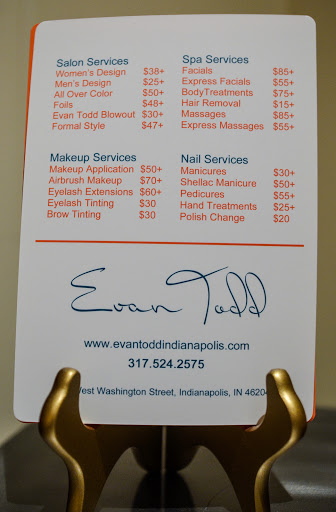 Salon Services
Women's Design $38+
Men's Design $25+
All Over Color $50+
Foils $48+
Evan Todd Blowout $30+
Formal Style $47+
Spa Services
Facials $85+
Express Facials $55+
BodyTreatments $75+
Hair Removal $15+
Massages $85+
Express Massages $55+
Makeup Services
Makeup Application $50+
Airbrush Makeup $70+
Eyelash Extensions $60+
Eyelash Tinting $30
Brow Tinting $30
Nail Services
Manicures $30+
Shellac Manicure $50+
Pedicures $55+
Hand Treatments $25+
Polish Change $20
Evan Todd
www.evantoddindianapolis.com
317.524.2575
West Washington Street, Indianapolis, IN 4620